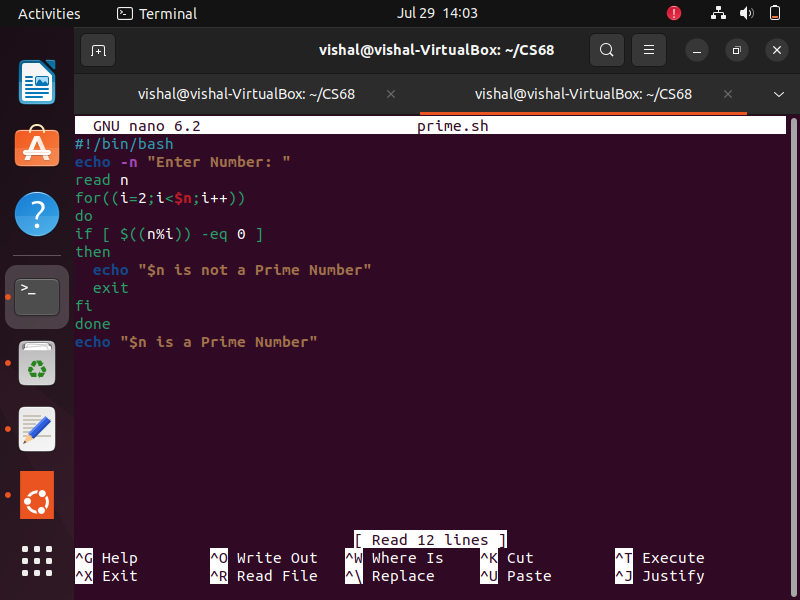 Activities Terminal Jul 29 14:03
vishal@vishal-VirtualBox: ~/CS68
vishal@vishal-VirtualBox: ~/CS68 × vishal@vishal-VirtualBox: ~/CS68 ×
GNU nano 6.2 prime.sh
#!/bin/bash
echo -n "Enter Number: "
read n
for((i=2;i<$n;i++))
do
if [ $((n%i)) -eq 0 ]
then
  echo "$n is not a Prime Number"
  exit
fi
done
echo "$n is a Prime Number"
[ Read 12 lines ]
^G Help ^O Write Out ^W Where Is ^K Cut ^T Execute
^X Exit ^R Read File ^\ Replace ^U Paste ^J Justify